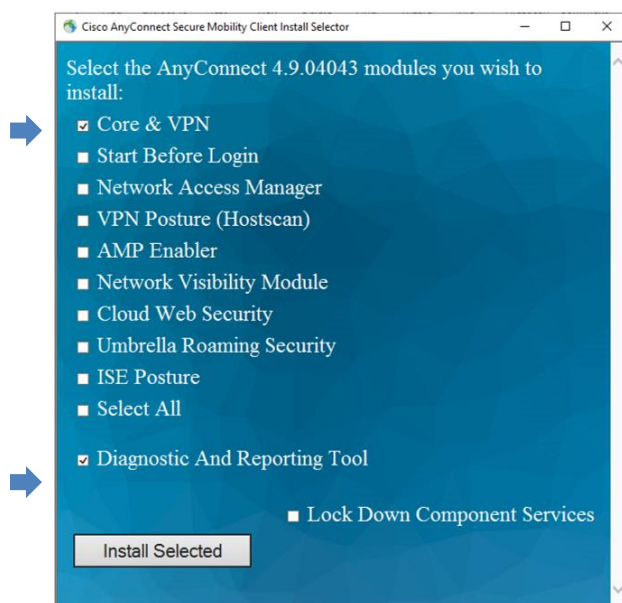 Cisco AnyConnect Secure Mobility Client Install Selector
Select the AnyConnect 4.9.04043 modules you wish to
install:
Core & VPN
Start Before Login
Network Access Manager
VPN Posture (Hostscan)
AMP Enabler
Network Visibility Module
Cloud Web Security
Umbrella Roaming Security
ISE Posture
Select All
Diagnostic And Reporting Tool
Lock Down Component Services
Install Selected